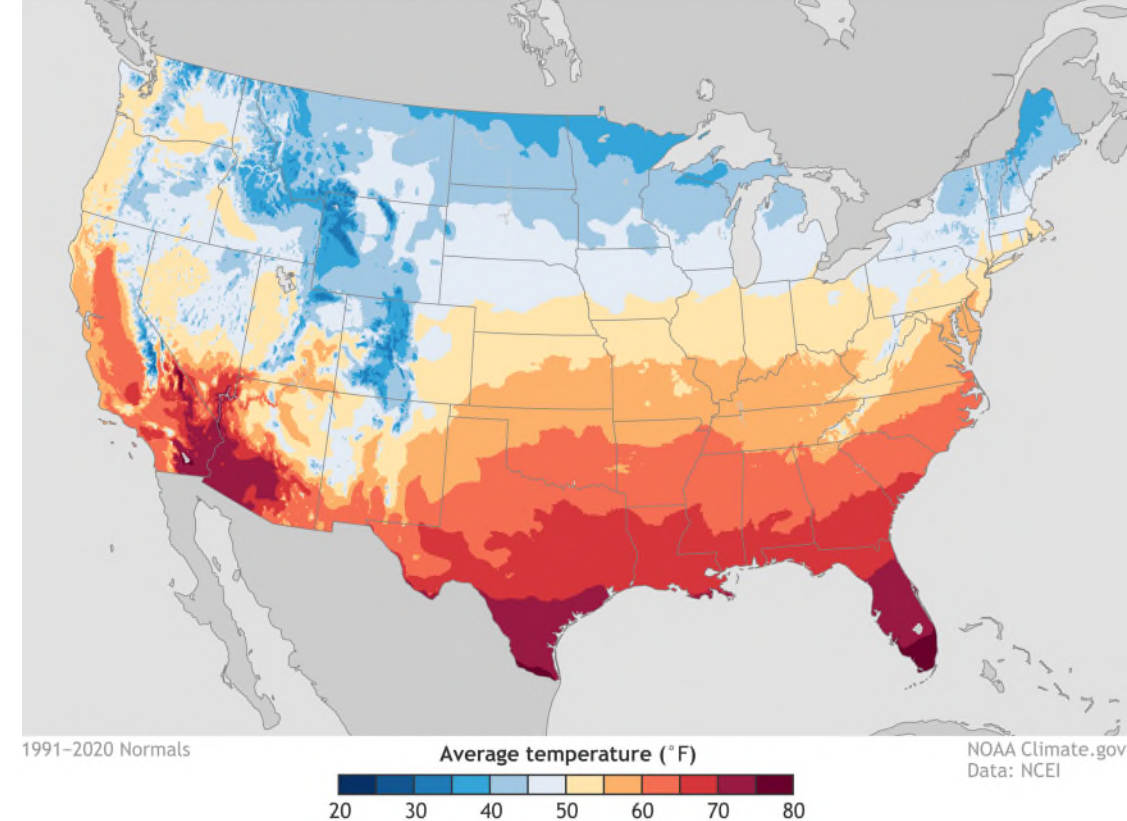 1991–2020 Normals
Average temperature (°F)
NOAA Climate.gov
Data: NCEI
20 30 40 50 60 70 80